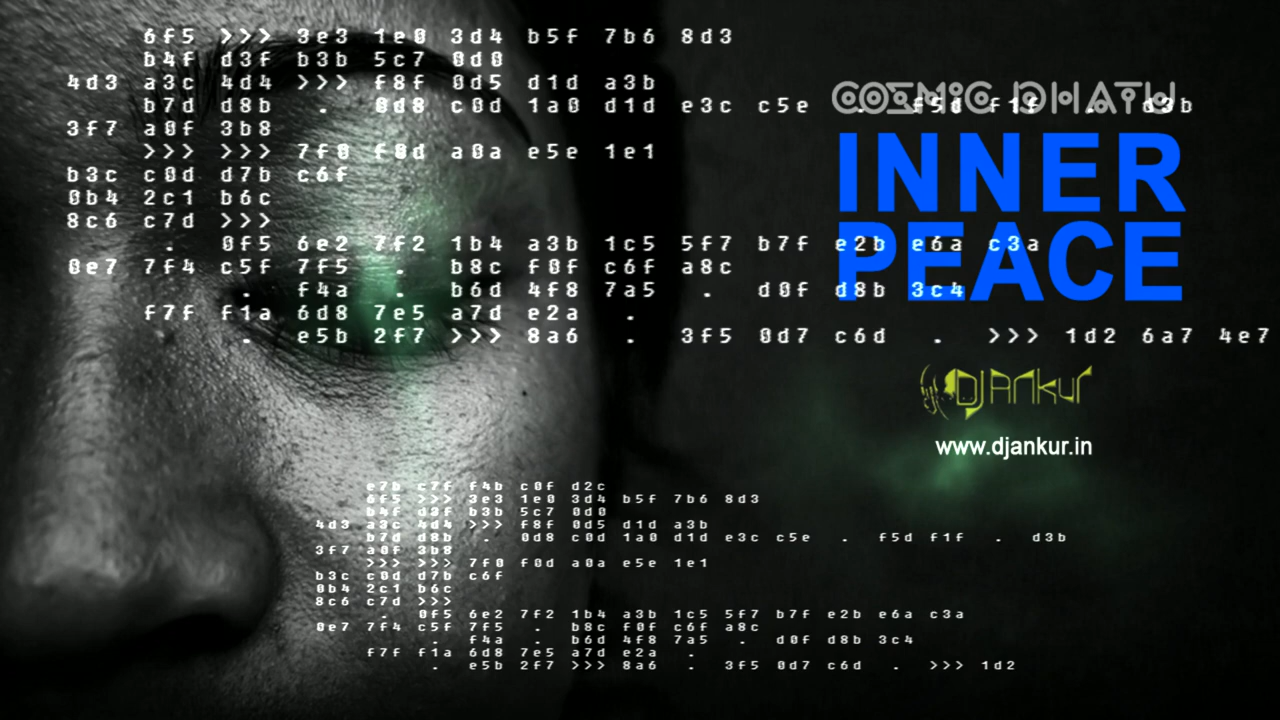 6f5 >>> 3e3 1e0 3d4 b5f 7b6 8d3
b4f d3f b3b 5c7 0d0
4d3 a3c 4d4 >>> f8f 0d5 d1d a3b
b7d d8b . 0d8 c0d 1a0 d1d e3c c5e . f5d f1f . d3b
3f7 a0f 3b8
>>> >>> 7f0 f0d a0a e5e 1e1
b3c c0d d7b c6f
0b4 2c1 b6c
8c6 c7d >>>
. 0f5 6e2 7f2 1b4 a3b 1c5 5f7 b7f e2b e6a c3a
0e7 7f4 c5f 7f5 . b8c f0f c6f a8c
. f4a . b6d 4f8 7a5 . d0f d8b 3c4
f7f f1a 6d8 7e5 a7d e2a .
. e5b 2f7 >>> 8a6 . 3f5 0d7 c6d . >>> 1d2 6a7 4e7
COSMIC DHATU
INNER
PEACE
DJ ANKUR
www.djankur.in
e7b c7f f4b c0f d2c
6f5 >>> 3e3 1e0 3d4 b5f 7b6 8d3
b4f d3f b3b 5c7 0d0
4d3 a3c 4d4 >>> f8f 0d5 d1d a3b
b7d d8b . 0d8 c0d 1a0 d1d e3c c5e . f5d f1f . d3b
3f7 a0f 3b8
>>> >>> 7f0 f0d a0a e5e 1e1
b3c c0d d7b c6f
0b4 2c1 b6c
8c6 c7d >>>
. 0f5 6e2 7f2 1b4 a3b 1c5 5f7 b7f e2b e6a c3a
0e7 7f4 c5f 7f5 . b8c f0f c6f a8c
. f4a . b6d 4f8 7a5 . d0f d8b 3c4
f7f f1a 6d8 7e5 a7d e2a .
. e5b 2f7 >>> 8a6 . 3f5 0d7 c6d . >>> 1d2